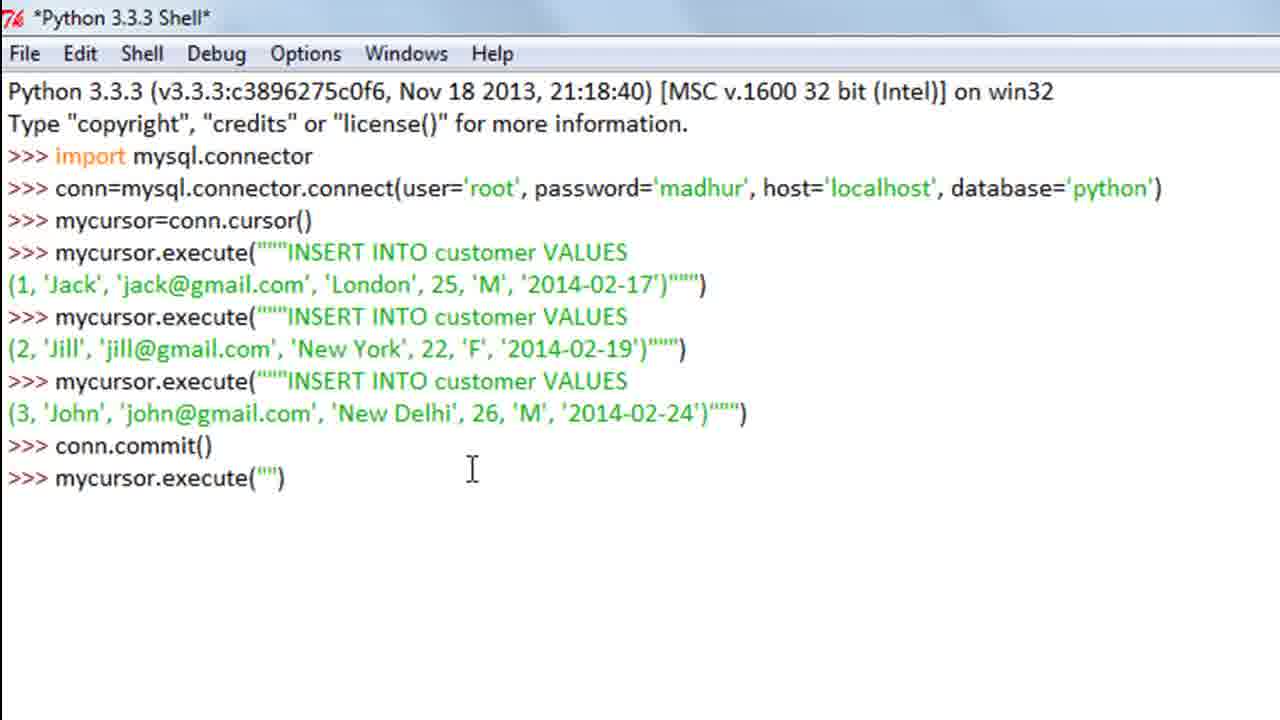 *Python 3.3.3 Shell*
File Edit Shell Debug Options Windows Help
Python 3.3.3 (v3.3.3:c3896275c0f6, Nov 18 2013, 21:18:40) [MSC v.1600 32 bit (Intel)] on win32
Type "copyright", "credits" or "license()" for more information.
>>> import mysql.connector
>>> conn=mysql.connector.connect(user='root', password='madhur', host='localhost', database='python')
>>> mycursor=conn.cursor()
>>> mycursor.execute("""INSERT INTO customer VALUES
(1, 'Jack', 'jack@gmail.com', 'London', 25, 'M', '2014-02-17')""")
>>> mycursor.execute("""INSERT INTO customer VALUES
(2, 'Jill', 'jill@gmail.com', 'New York', 22, 'F', '2014-02-19')""")
>>> mycursor.execute("""INSERT INTO customer VALUES
(3, 'John', 'john@gmail.com', 'New Delhi', 26, 'M', '2014-02-24')""")
>>> conn.commit()
>>> mycursor.execute("")